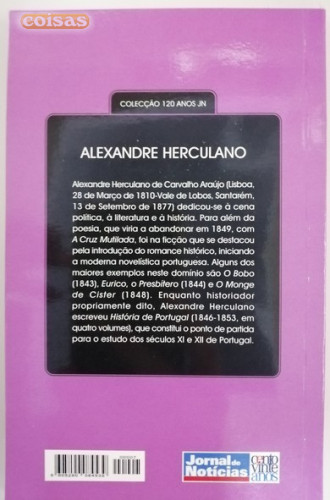 coisas
COLECÇÃO 120 ANOS JN
ALEXANDRE HERCULANO
Alexandre Herculano de Carvalho Araújo (Lisboa,
28 de Março de 1810-Vale de Lobos, Santarém,
13 de Setembro de 1877) dedicou-se à cena
política, à literatura e à história. Para além da
poesia, que viria a abandonar em 1849, com
A Cruz Mutilada, foi na ficção que se destacou
pela introdução do romance histórico, iniciando
a moderna novelística portuguesa. Alguns dos
maiores exemplos neste domínio são O Bobo
(1843), Eurico, o Presbítero (1844) e O Monge
de Cister (1848). Enquanto historiador
propriamente dito, Alexandre Herculano
escreveu História de Portugal (1846-1853, em
quatro volumes), que constitui o ponto de partida
para o estudo dos séculos XI e XII de Portugal.
Jornal de
Notícias
cento
vinte
anos